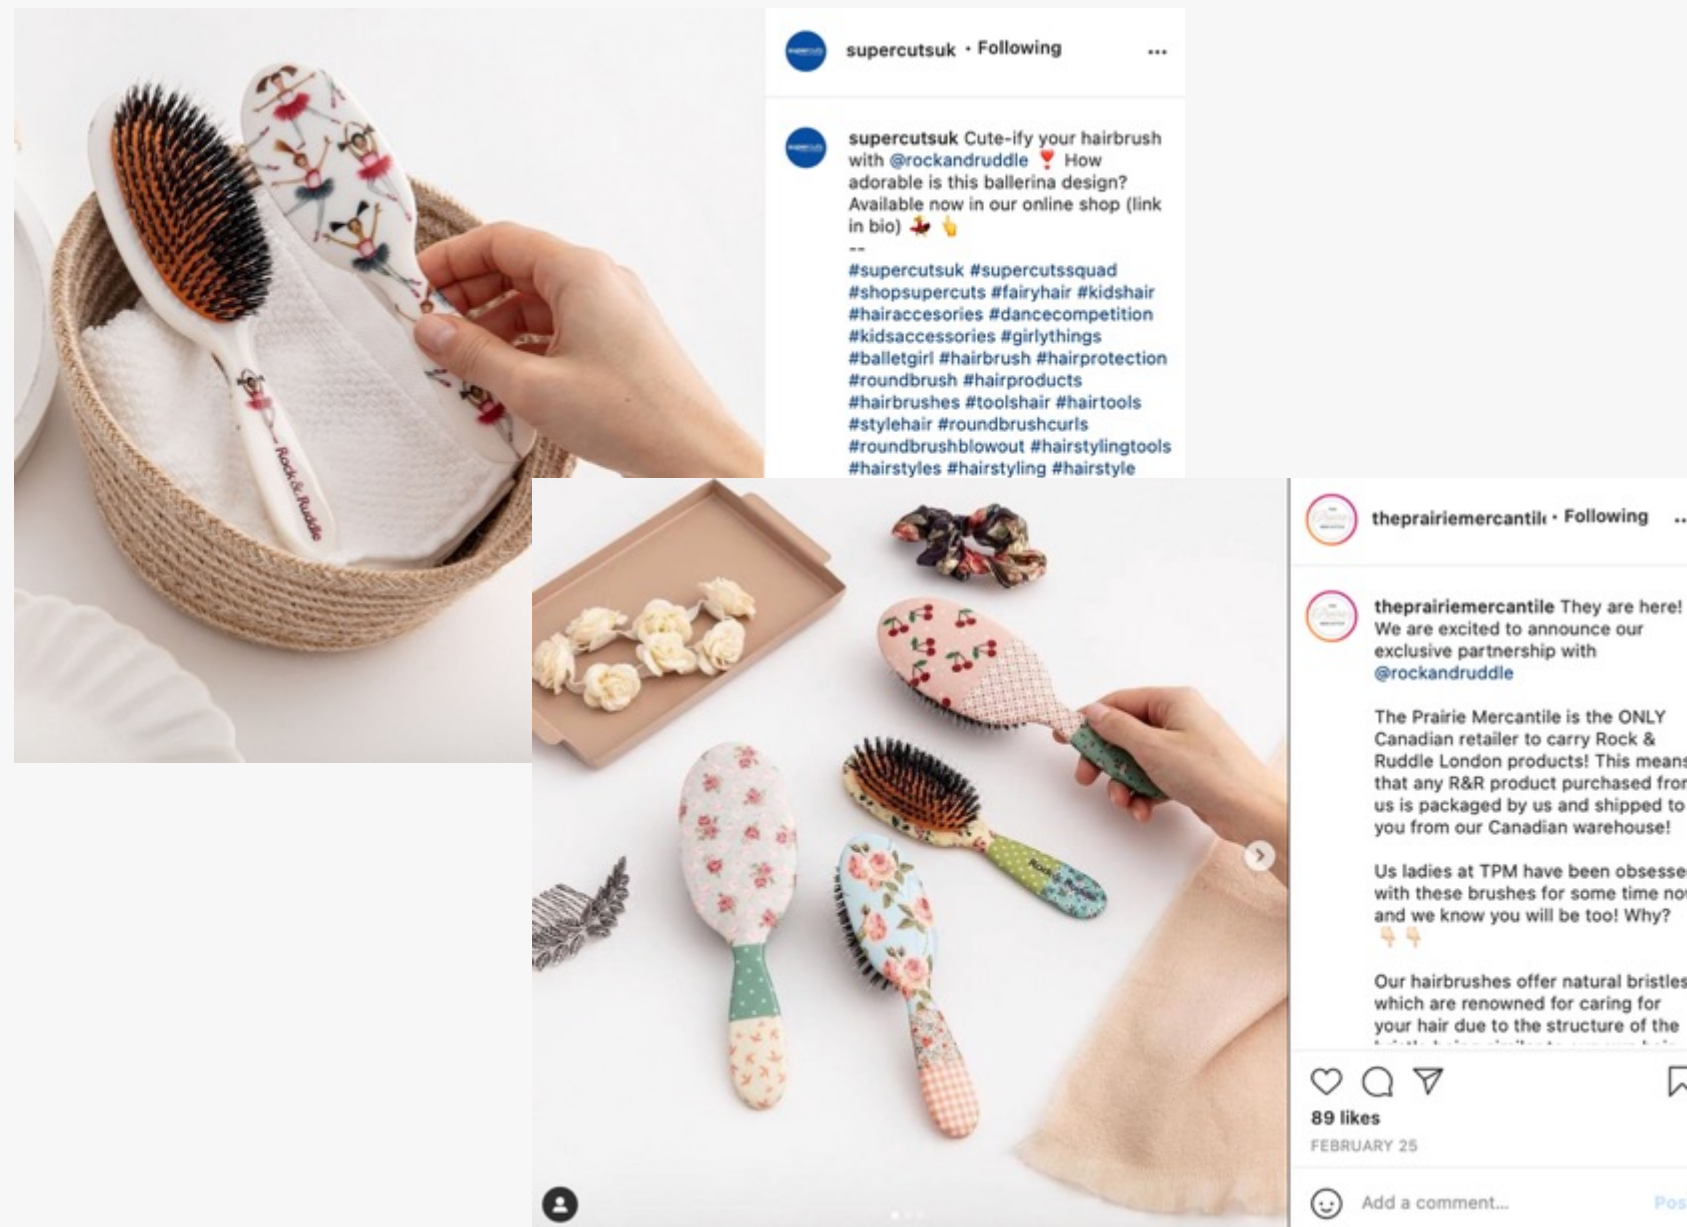 supercutsuk • Following
supercutsuk Cute-ify your hairbrush
with @rockandruddle ❣️ How
adorable is this ballerina design?
Available now in our online shop (link
in bio) 💃 👆
--
#supercutsuk #supercutssquad
#shopsupercuts #fairyhair #kidshair
#hairaccesories #dancecompetition
#kidsaccessories #girlythings
#balletgirl #hairbrush #hairprotection
#roundbrush #hairproducts
#hairbrushes #toolshair #hairtools
#stylehair #roundbrushcurls
#roundbrushblowout #hairstylingtools
#hairstyles #hairstyling #hairstyle
Rock & Ruddle
theprairiemercantil • Following
theprairiemercantile They are here!
We are excited to announce our
exclusive partnership with
@rockandruddle
The Prairie Mercantile is the ONLY
Canadian retailer to carry Rock &
Ruddle London products! This means
that any R&R product purchased from
us is packaged by us and shipped to
you from our Canadian warehouse!
Us ladies at TPM have been obsessed
with these brushes for some time now
and we know you will be too! Why?
👇🏻👇🏻
Our hairbrushes offer natural bristles
which are renowned for caring for
your hair due to the structure of the
Rock & Ruddle
89 likes
FEBRUARY 25
Add a comment...
Pos